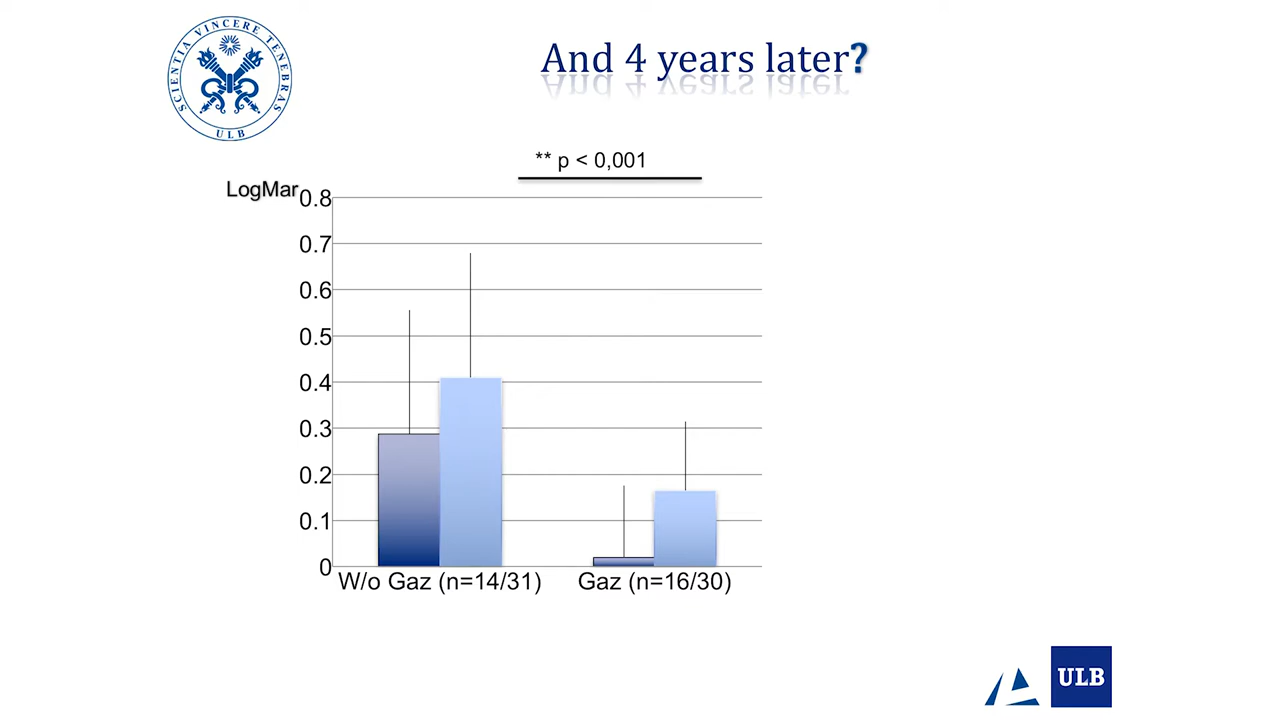 And 4 years later?
SCIENTIA VINCERE TENEBRAS
ULB
** p < 0,001
LogMar
0.8
0.7
0.6
0.5
0.4
0.3
0.2
0.1
0
W/o Gaz (n=14/31) Gaz (n=16/30)
ULB